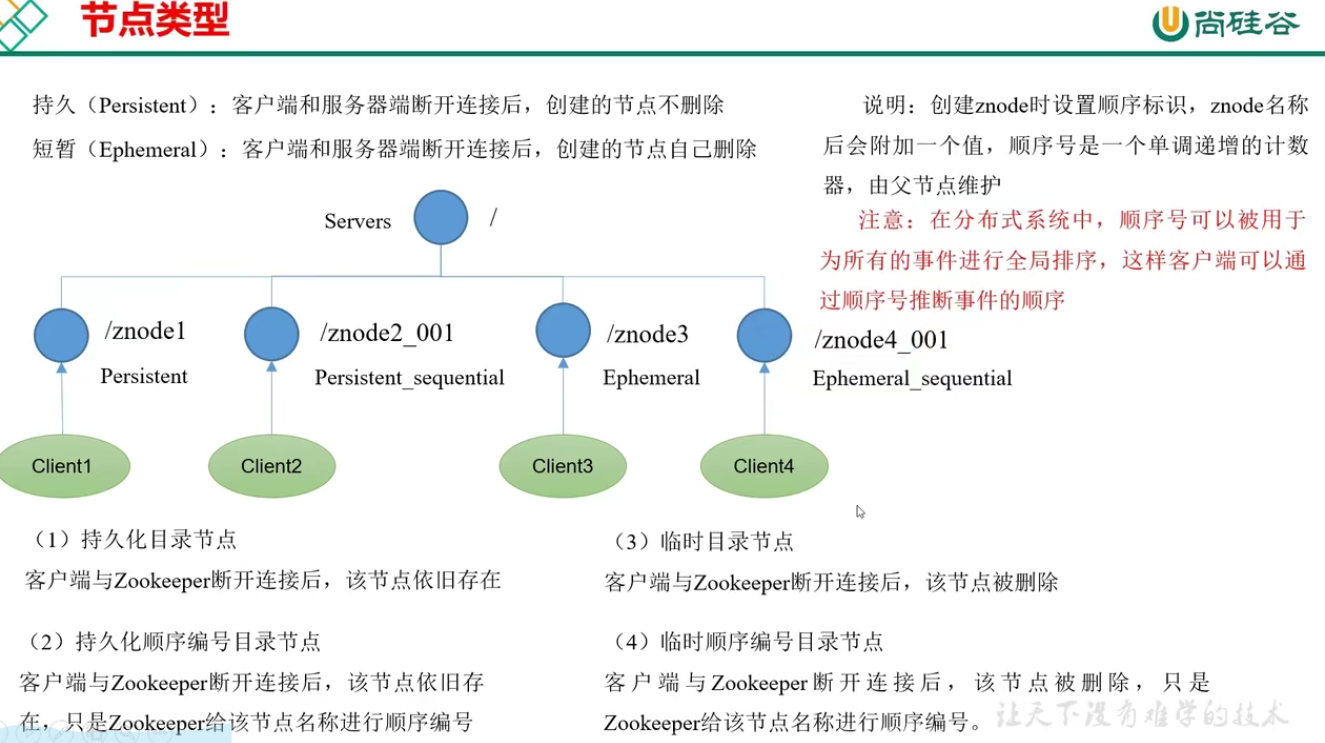 节点类型
尚硅谷
持久（Persistent）：客户端和服务器端断开连接后，创建的节点不删除
短暂（Ephemeral）：客户端和服务器端断开连接后，创建的节点自己删除
说明：创建znode时设置顺序标识，znode名称
后会附加一个值，顺序号是一个单调递增的计数
器，由父节点维护
注意：在分布式系统中，顺序号可以被用于
为所有的事件进行全局排序，这样客户端可以通
过顺序号推断事件的顺序
Servers
/
/znode1
Persistent
/znode2_001
Persistent_sequential
/znode3
Ephemeral
/znode4_001
Ephemeral_sequential
Client1
Client2
Client3
Client4
（1）持久化目录节点
客户端与Zookeeper断开连接后，该节点依旧存在
（2）持久化顺序编号目录节点
客户端与Zookeeper断开连接后，该节点依旧存
在，只是Zookeeper给该节点名称进行顺序编号
（3）临时目录节点
客户端与Zookeeper断开连接后，该节点被删除
（4）临时顺序编号目录节点
客户端与Zookeeper断开连接后，该节点被删除，只是
Zookeeper给该节点名称进行顺序编号。
让天下没有难学的技术